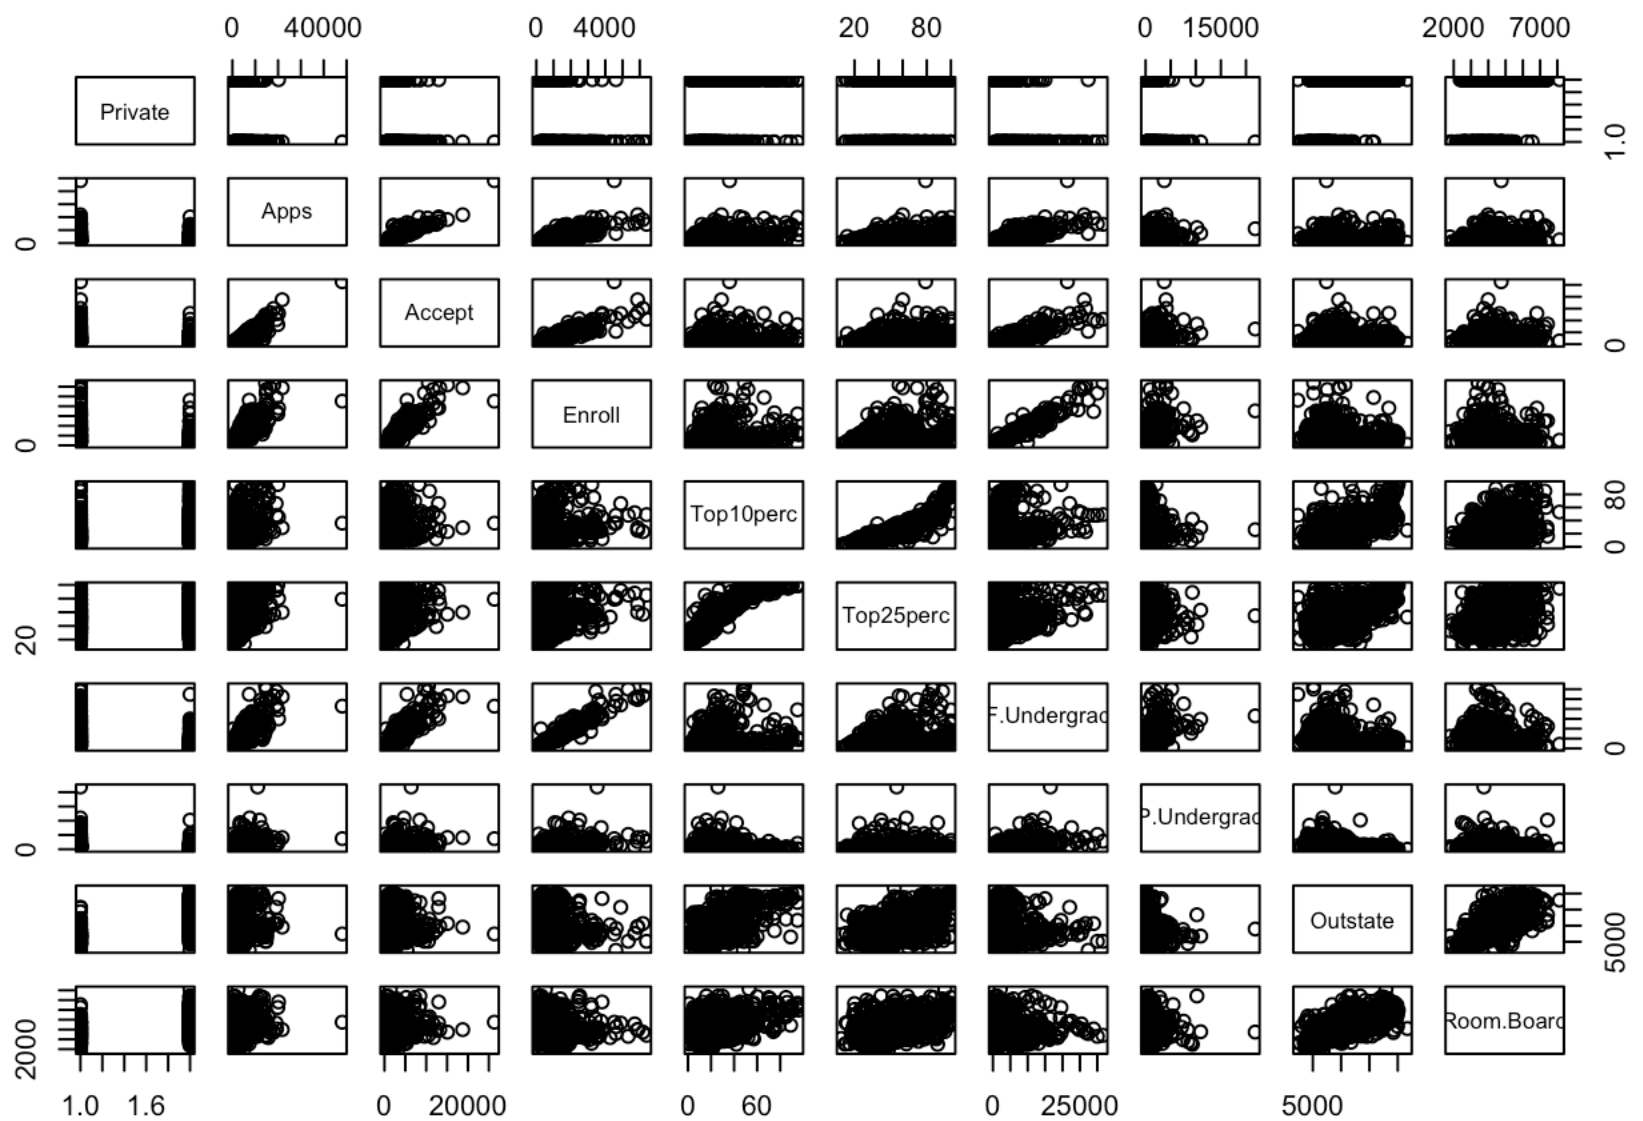 0 40000 0 4000 20 80 0 15000 2000 7000
Private 1.0
0 Apps
Accept 0
0 Enroll
Top10perc 0 80
20 Top25perc
F.Undergrad 0
0 P.Undergrad
Outstate 5000
2000 Room.Board
1.0 1.6 0 20000 0 60 0 25000 5000